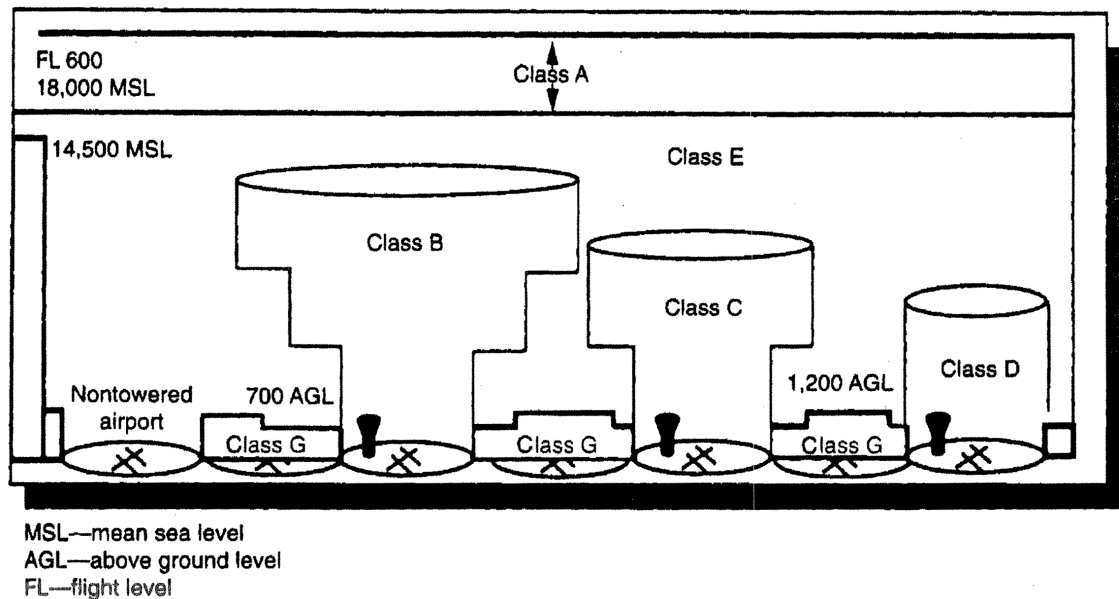 FL 600
18,000 MSL
Class A
14,500 MSL
Class E
Class B
Class C
Class D
Nontowered
airport
700 AGL
1,200 AGL
Class G
Class G
Class G
MSL—mean sea level
AGL—above ground level
FL—flight level